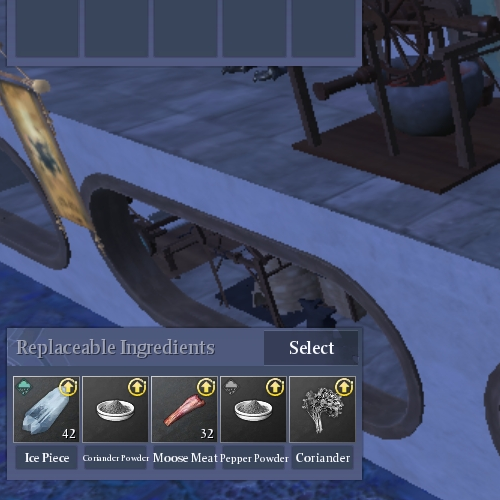 Replaceable Ingredients
Select
42
32
Ice Piece
Coriander Powder
Moose Meat
Pepper Powder
Coriander